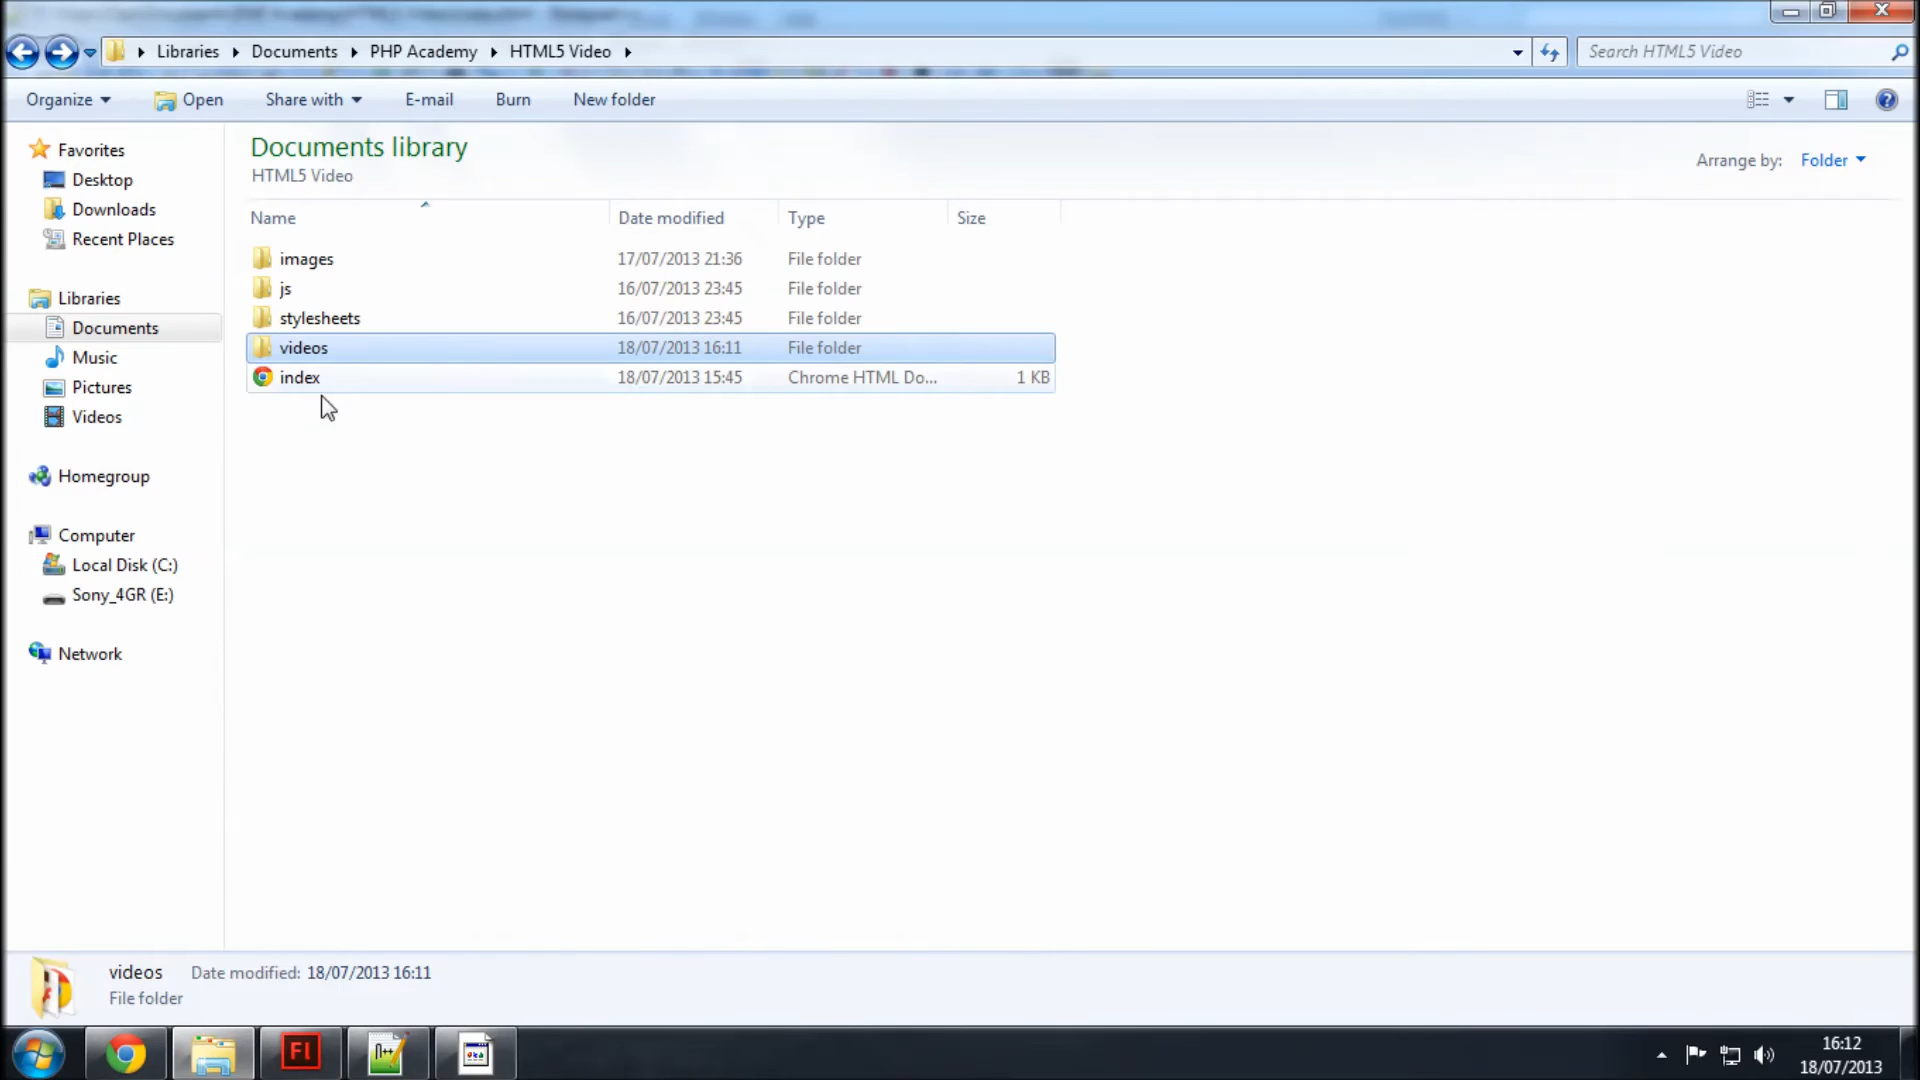 Libraries Documents PHP Academy HTML5 Video
Search HTML5 Video
Organize Open Share with E-mail Burn New folder
Favorites
Desktop
Downloads
Recent Places
Libraries
Documents
Music
Pictures
Videos
Homegroup
Computer
Local Disk (C:)
Sony_4GR (E:)
Network
Documents library
HTML5 Video
Arrange by: Folder
Name Date modified Type Size
images 17/07/2013 21:36 File folder
js 16/07/2013 23:45 File folder
stylesheets 16/07/2013 23:45 File folder
videos 18/07/2013 16:11 File folder
index 18/07/2013 15:45 Chrome HTML Do... 1 KB
videos Date modified: 18/07/2013 16:11
File folder
Fl
16:12
18/07/2013